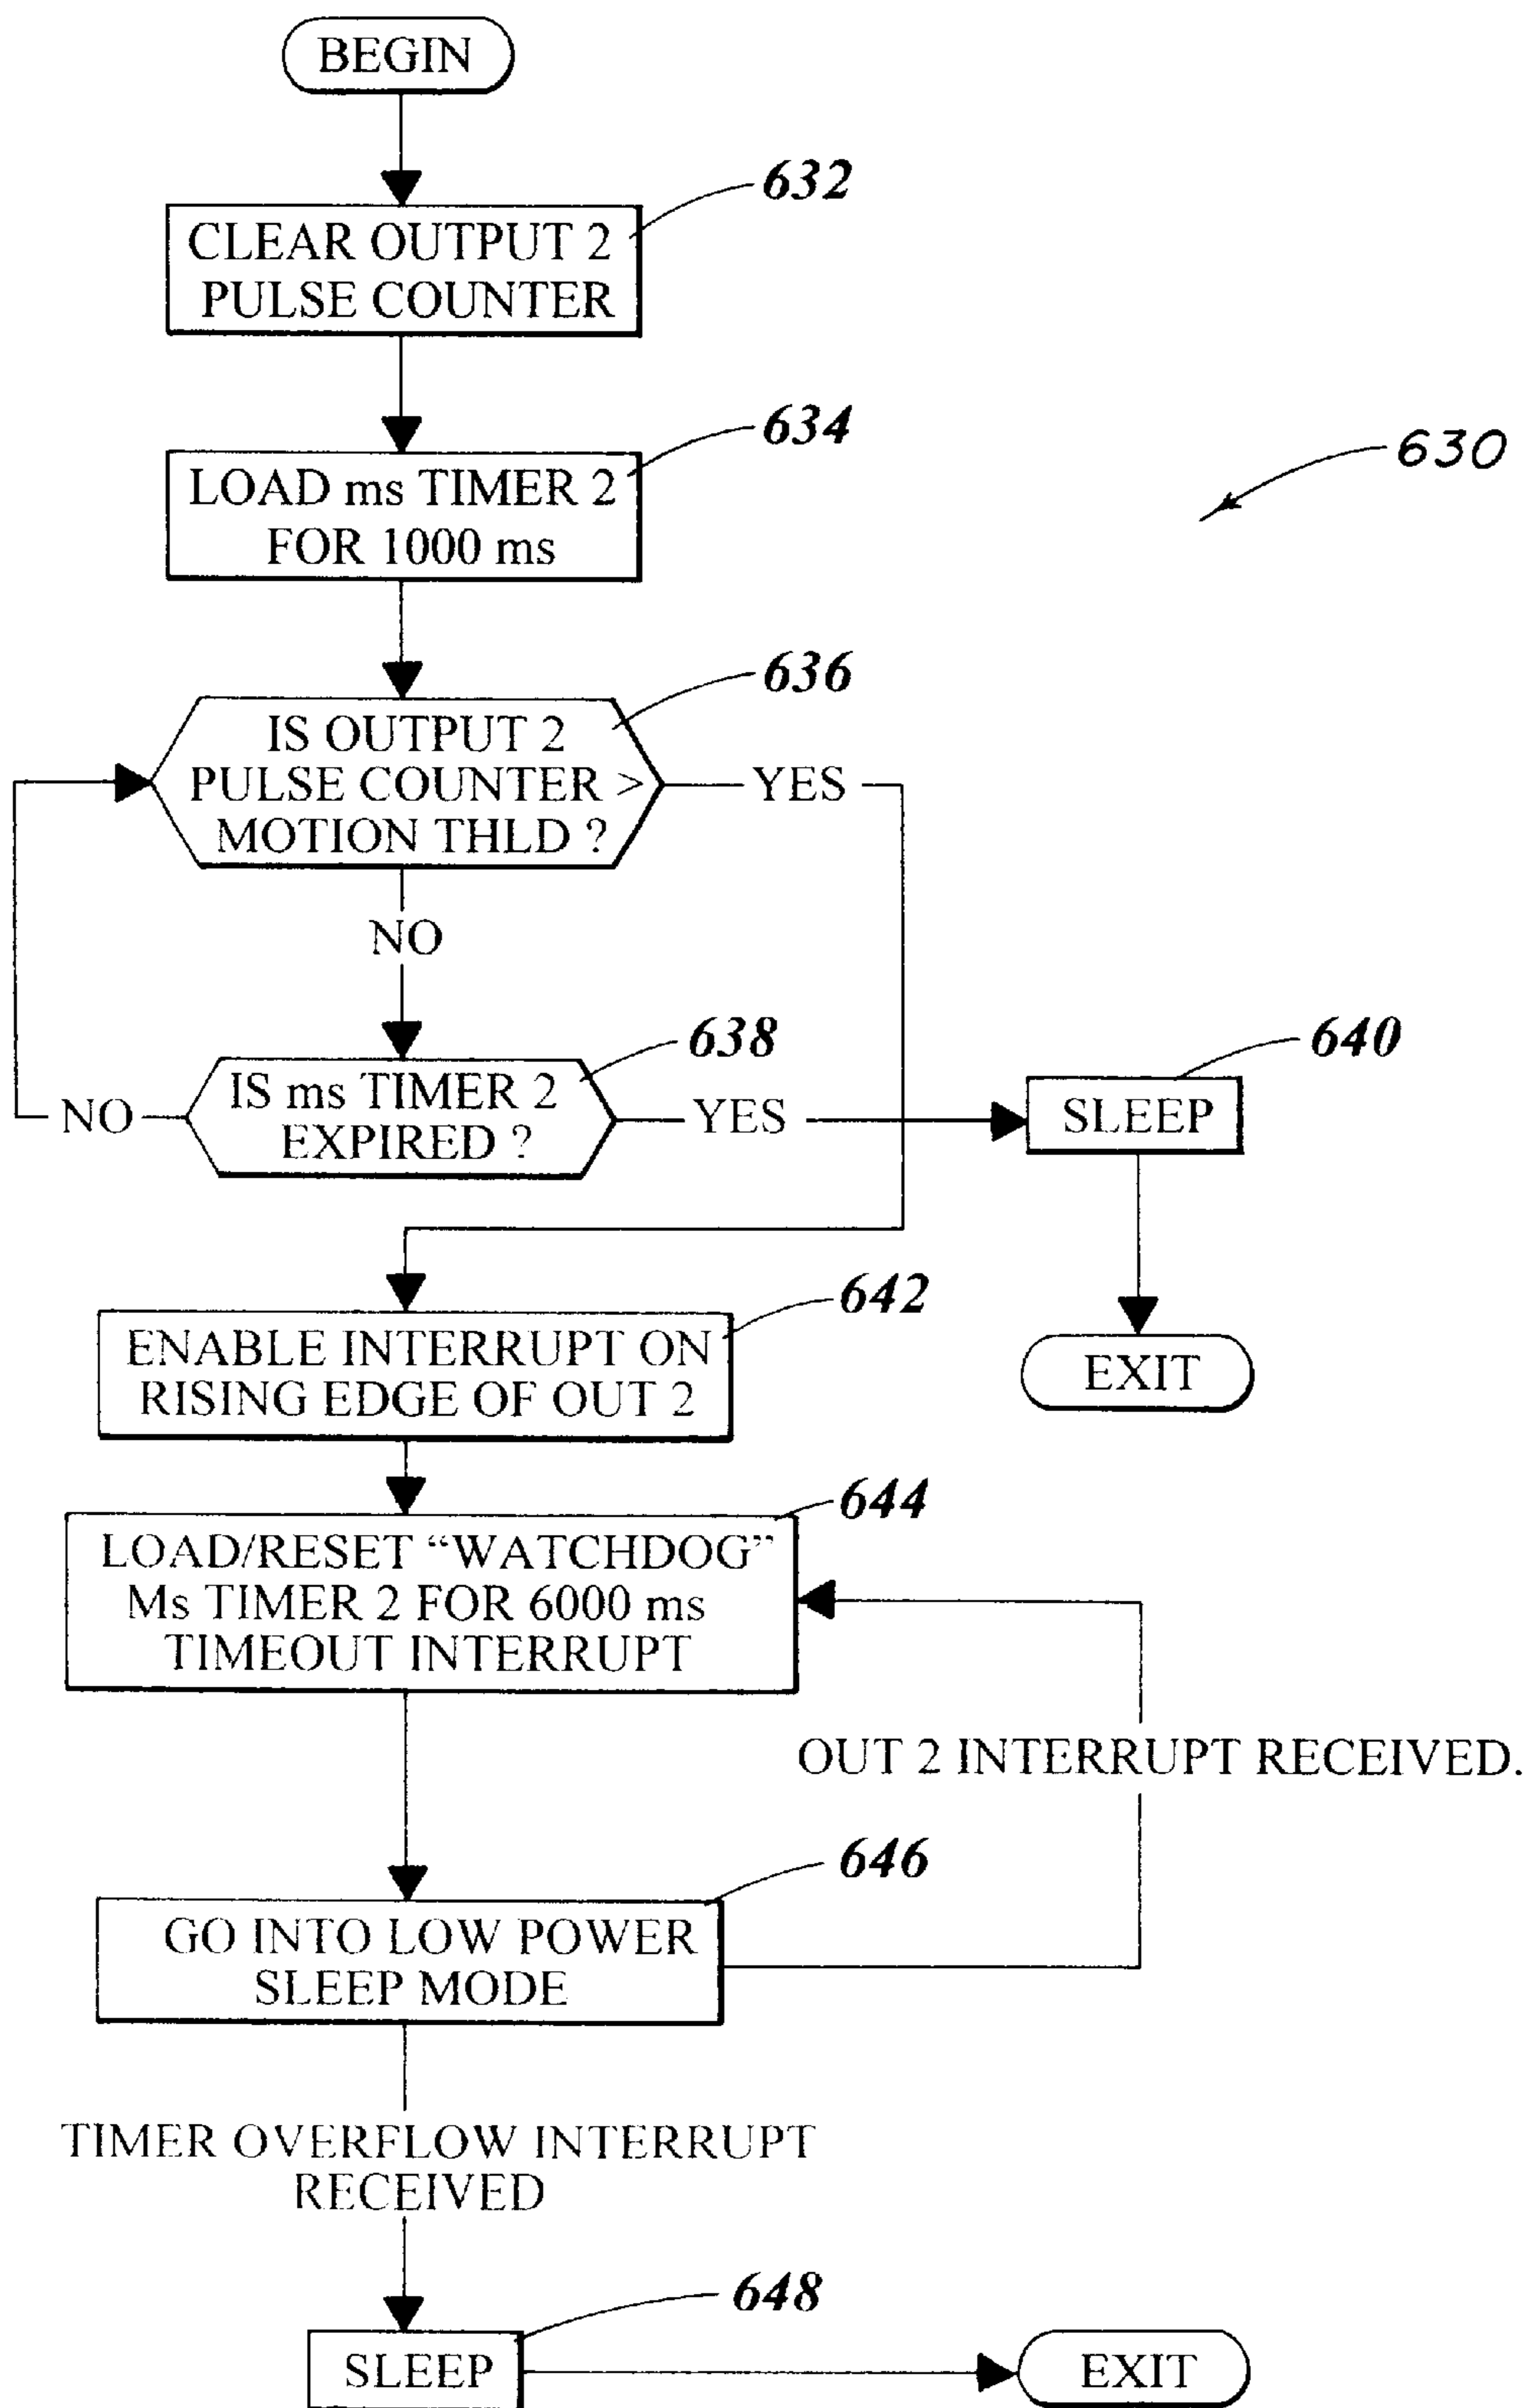 BEGIN
632
CLEAR OUTPUT 2
PULSE COUNTER
634
LOAD ms TIMER 2
FOR 1000 ms
630
636
IS OUTPUT 2
PULSE COUNTER >
MOTION THLD ?
YES
NO
638
IS ms TIMER 2
EXPIRED ?
NO
YES
640
SLEEP
EXIT
642
ENABLE INTERRUPT ON
RISING EDGE OF OUT 2
644
LOAD/RESET “WATCHDOG”
Ms TIMER 2 FOR 6000 ms
TIMEOUT INTERRUPT
OUT 2 INTERRUPT RECEIVED.
646
GO INTO LOW POWER
SLEEP MODE
TIMER OVERFLOW INTERRUPT
RECEIVED
648
SLEEP
EXIT